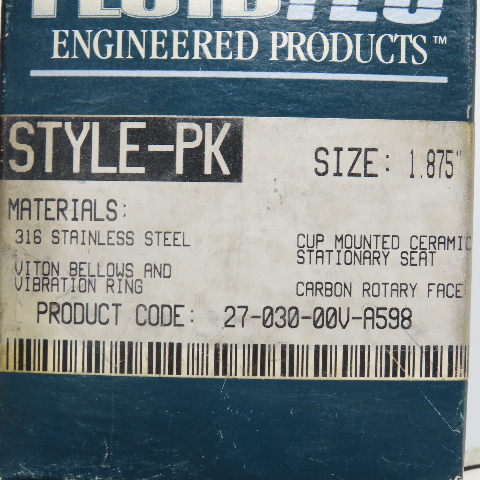 ENGINEERED PRODUCTS™
STYLE-PK
SIZE: 1.875"
MATERIALS:
316 STAINLESS STEEL
CUP MOUNTED CERAMIC
STATIONARY SEAT
VITON BELLOWS AND
VIBRATION RING
CARBON ROTARY FACE
PRODUCT CODE: 27-030-00V-A598